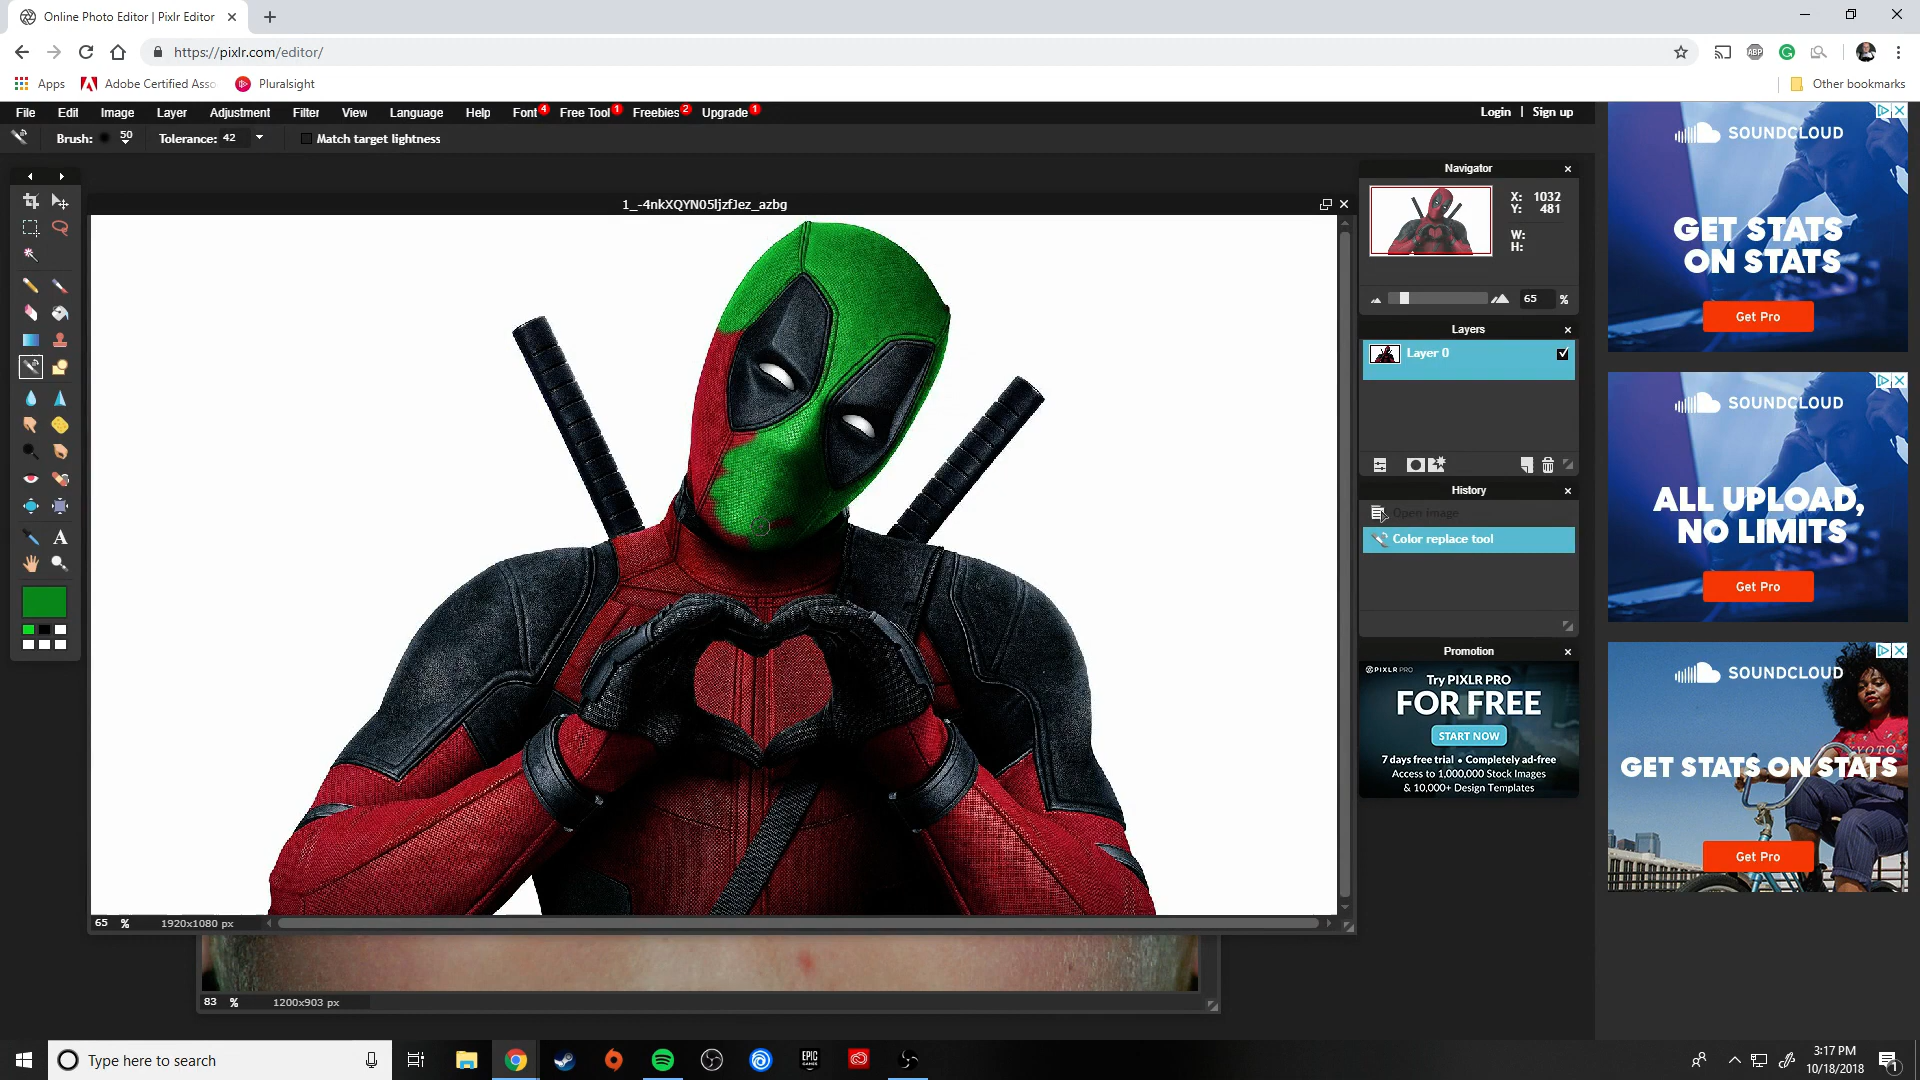 Online Photo Editor | Pixlr Editor
https://pixlr.com/editor/
ABP
Apps
Adobe Certified Asso
Pluralsight
Other bookmarks
File Edit Image Layer Adjustment Filter View Language Help Font 4 Free Tool 1 Freebies 2 Upgrade 1
Login | Sign up
Brush: 50 Tolerance: 42 Match target lightness
1_-4nkXQYN05ljzfJez_azbg
A
65 % 1920x1080 px
83 % 1200x903 px
Navigator
X: 1032
Y: 481
W:
H:
65 %
Layers
Layer 0
History
Open image
Color replace tool
Promotion
PIXLR PRO
Try PIXLR PRO
FOR FREE
START NOW
7 days free trial • Completely ad-free
Access to 1,000,000 Stock Images
& 10,000+ Design Templates
SOUNDCLOUD
GET STATS
ON STATS
Get Pro
SOUNDCLOUD
ALL UPLOAD,
NO LIMITS
Get Pro
SOUNDCLOUD
GET STATS ON STATS
Get Pro
Type here to search
EPIC
GAMES
3:17 PM
10/18/2018
1